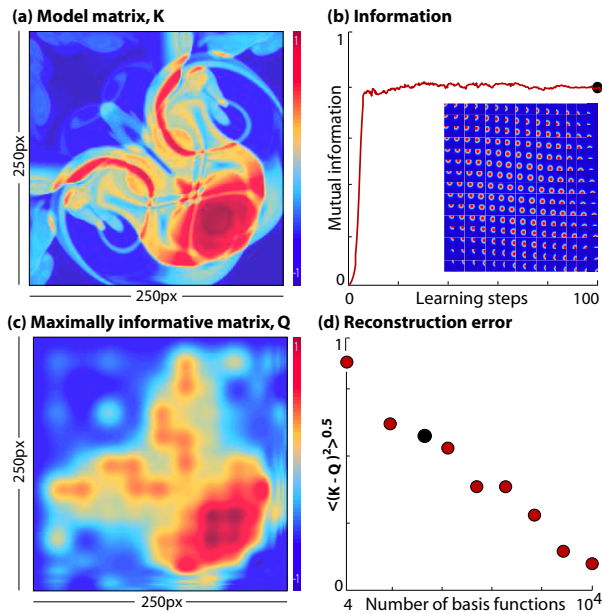 (a) Model matrix, K
1
250px
-1
250px
(b) Information
1
Mutual information
0
0
Learning steps
100
(c) Maximally informative matrix, Q
1
250px
-1
250px
(d) Reconstruction error
1
<(K - Q )²>⁰·⁵
0
4
Number of basis functions
10⁴